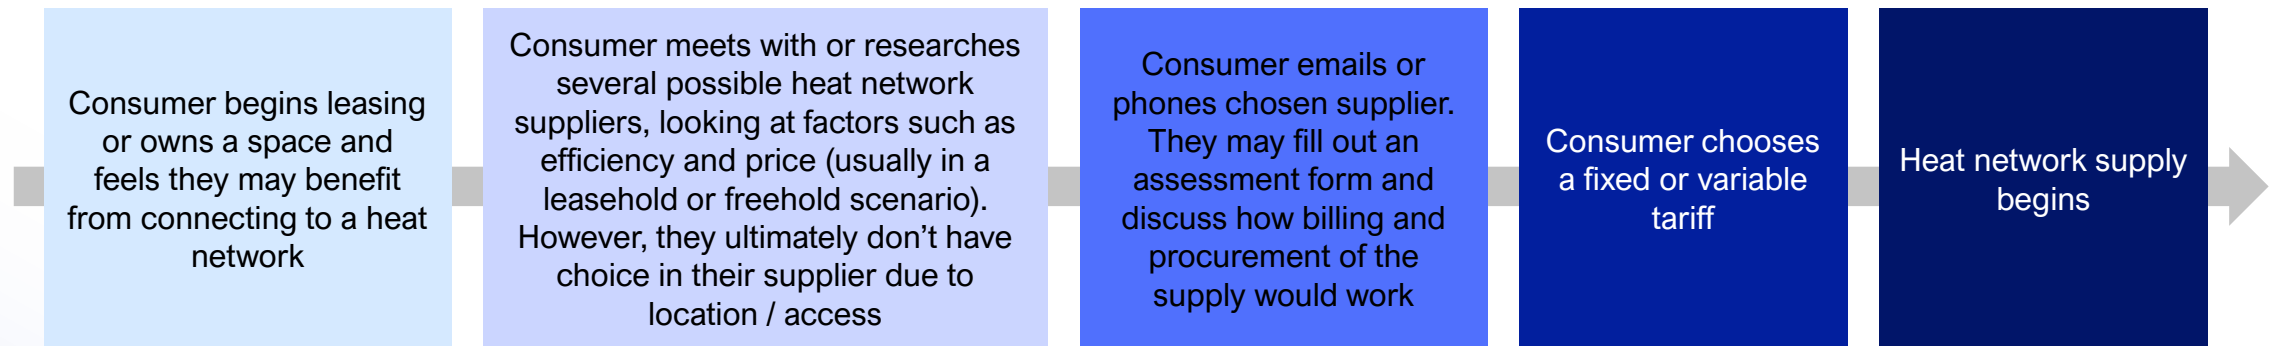 Consumer begins leasing
or owns a space and
feels they may benefit
from connecting to a heat
network
Consumer meets with or researches
several possible heat network
suppliers, looking at factors such as
efficiency and price (usually in a
leasehold or freehold scenario).
However, they ultimately don’t have
choice in their supplier due to
location / access
Consumer emails or
phones chosen supplier.
They may fill out an
assessment form and
discuss how billing and
procurement of the
supply would work
Consumer chooses
a fixed or variable
tariff
Heat network supply
begins